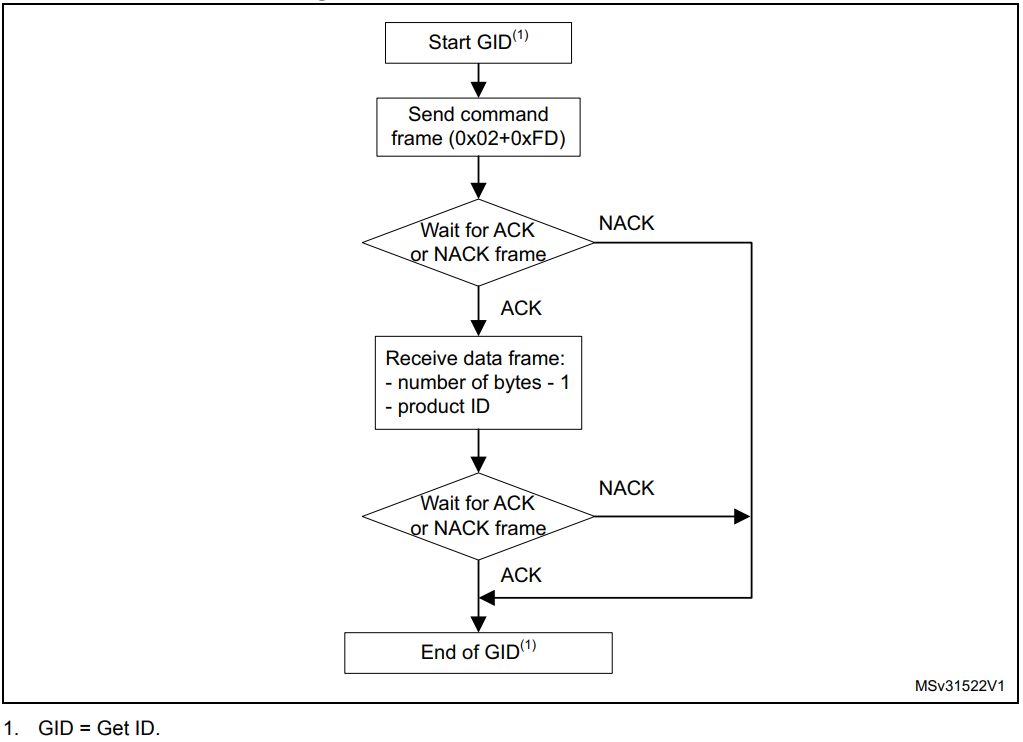 Start GID(1)
Send command
frame (0x02+0xFD)
Wait for ACK
or NACK frame
NACK
ACK
Receive data frame:
- number of bytes - 1
- product ID
Wait for ACK
or NACK frame
NACK
ACK
End of GID(1)
MSv31522V1
1. GID = Get ID.